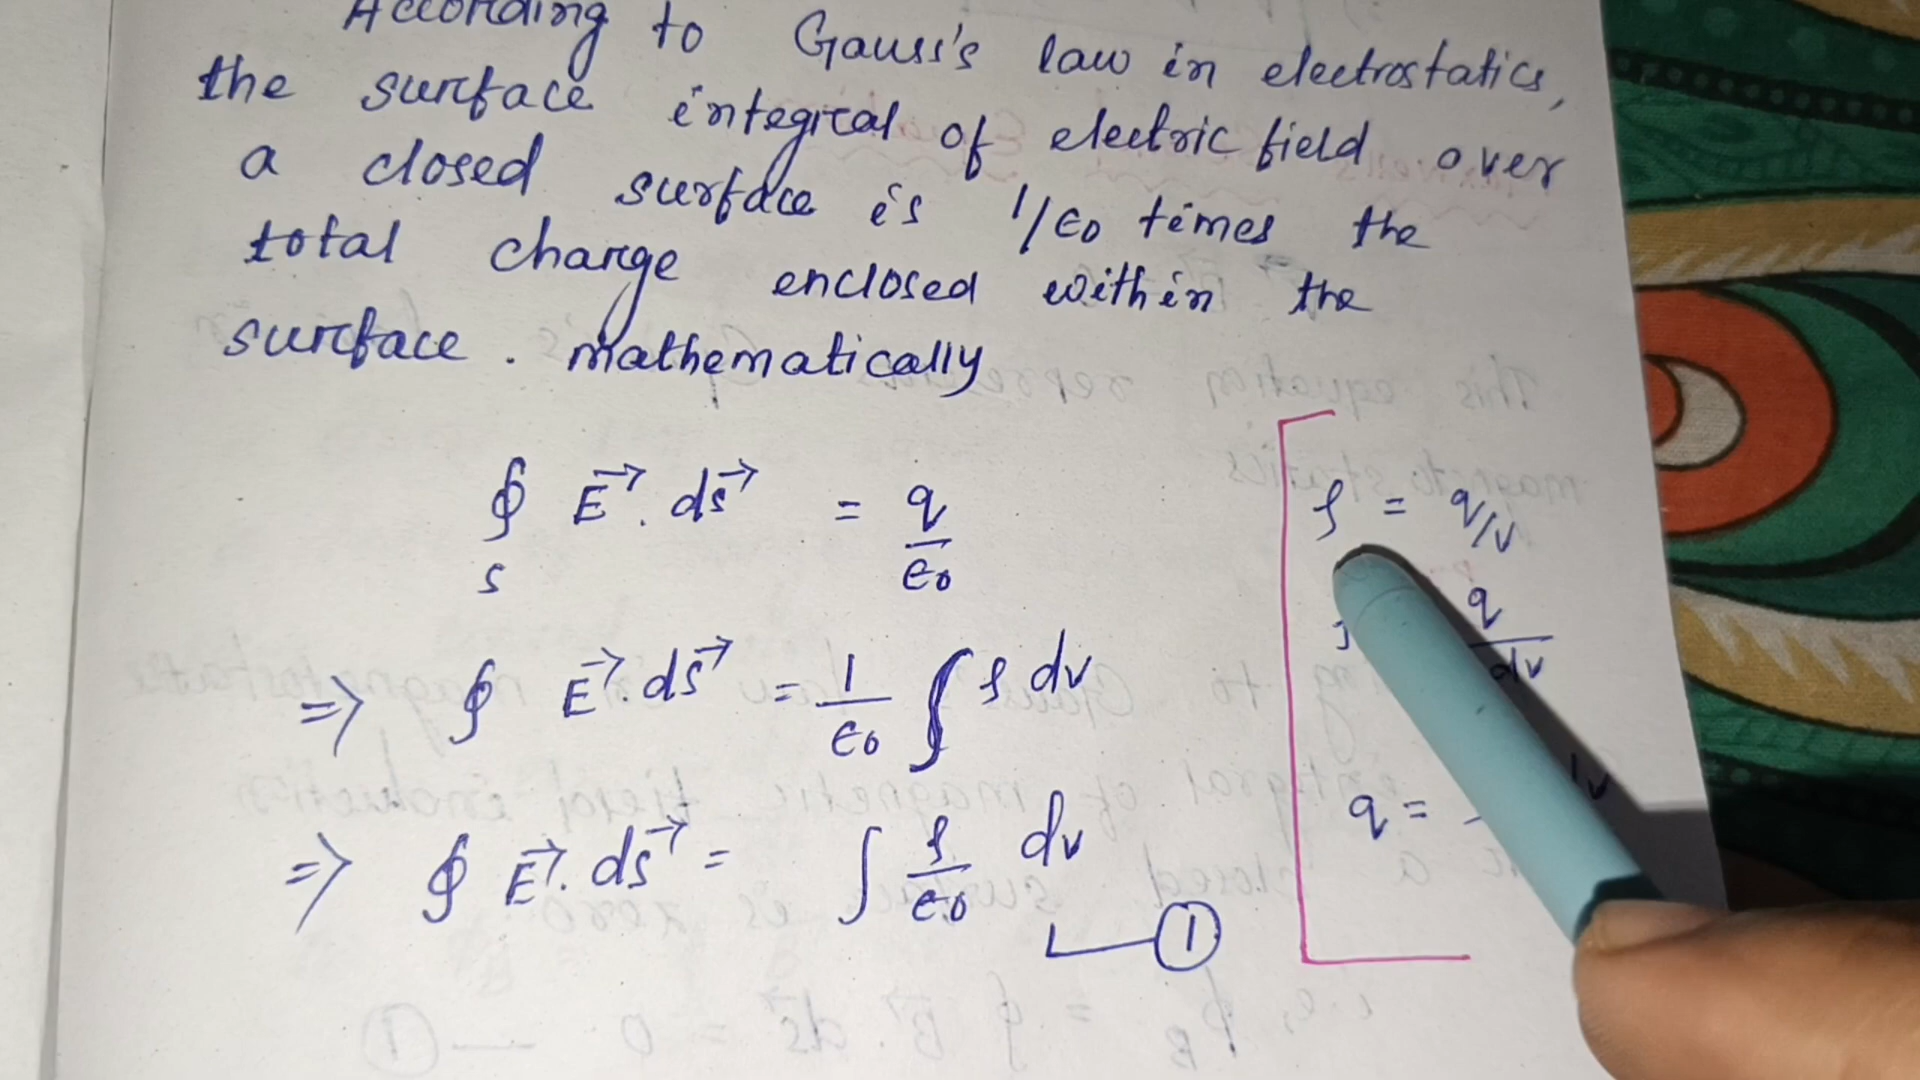 According to Gauss's law in electrostatics,
the surface integral of electric field over
a closed surface is 1/ϵ0 times the
total charge enclosed within the
surface. mathematically
∮ E⃗. ds⃗ = q/ϵ0
S
⇒ ∮ E⃗. ds⃗ = 1/ϵ0 ∫ ρ dv
⇒ ∮ E⃗. ds⃗ = ∫ ρ/ϵ0 dv
①
ρ = q/v
q/dv
q =